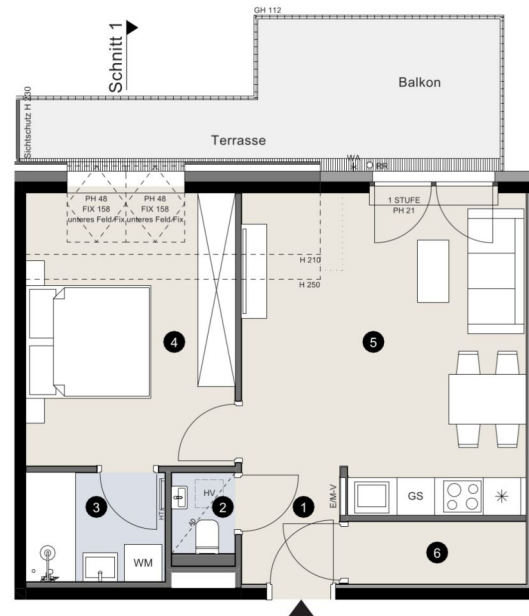 GH 112
Schnitt 1
Sichtschutz H 230
Balkon
Terrasse
WA
RR
PH 48
FIX 158
unteres Feld Fix
PH 48
FIX 158
unteres Feld Fix
1 STUFE
PH 21
H 210
H 250
4
5
3
HTA
WM
HV
2
1
E/M-V
GS
6